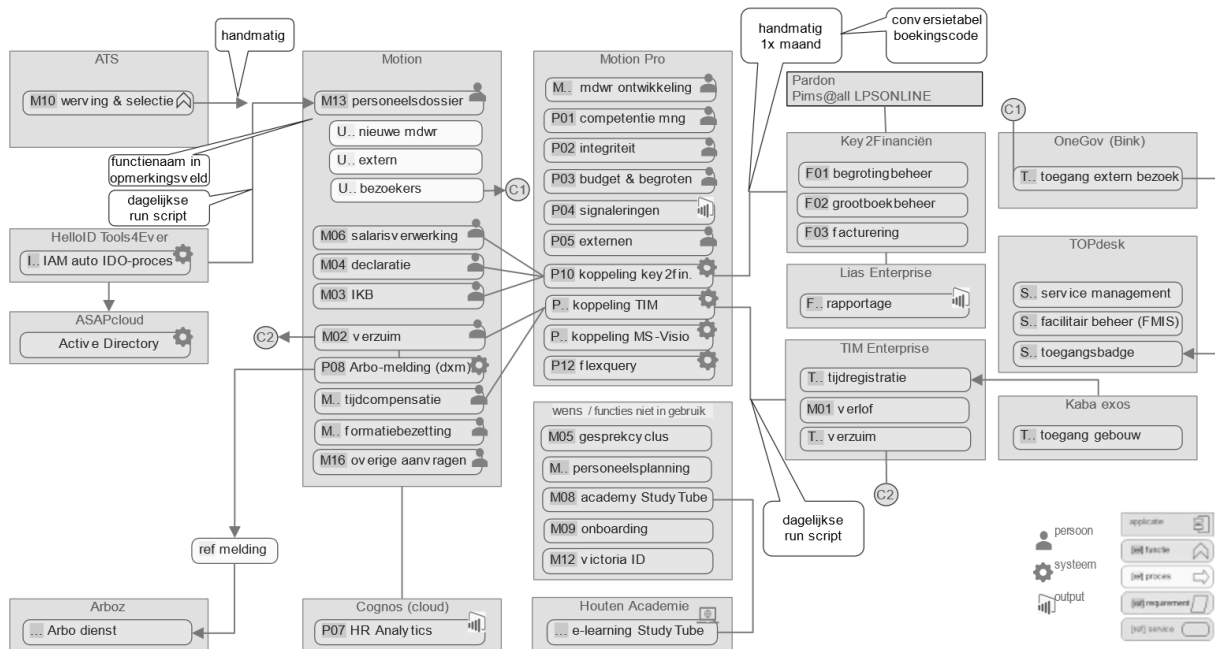 handmatig
handmatig
1x maand
conversietabel
boekingscode
ATS
M10 werving & selectie
Motion
M13 personeelsdossier
U.. nieuwe mdwr
U.. extern
U.. bezoekers
C1
M06 salarisverwerking
M04 declaratie
M03 IKB
M02 verzuim
C2
P08 Arbo-melding (dxm)
M.. tijdcompensatie
M.. formatiebezetting
M16 overige aanvragen
functienaam in
opmerkingsveld
dagelijkse
run script
HelloID Tools4Ever
I.. IAM auto IDO-proces
ASAPcloud
Active Directory
ref melding
Arboz
... Arbo dienst
Cognos (cloud)
P07 HR Analytics
Motion Pro
M.. mdwr ontwikkeling
P01 competentie mng
P02 integriteit
P03 budget & begroten
P04 signaleringen
P05 externen
P10 koppeling key2fin.
P.. koppeling TIM
P.. koppeling MS-Visio
P12 flexquery
wens / functies niet in gebruik
M05 gesprekcyclus
M.. personeelsplanning
M08 academy StudyTube
M09 onboarding
M12 victoria ID
Houten Academie
... e-learning StudyTube
Pardon
Pims@all LPSONLINE
Key2Financiën
F01 begrotingbeheer
F02 grootboekbeheer
F03 facturering
Lias Enterprise
F.. rapportage
TIM Enterprise
T.. tijdregistratie
M01 verlof
T.. verzuim
C2
dagelijkse
run script
C1
OneGov (Bink)
T.. toegang extern bezoek
TOPdesk
S.. service management
S.. facilitair beheer (FMIS)
S.. toegangsbadge
Kaba exos
T.. toegang gebouw
persoon
systeem
output
applicatie
[ref] functie
[ref] proces
[ref] requirement
[ref] service